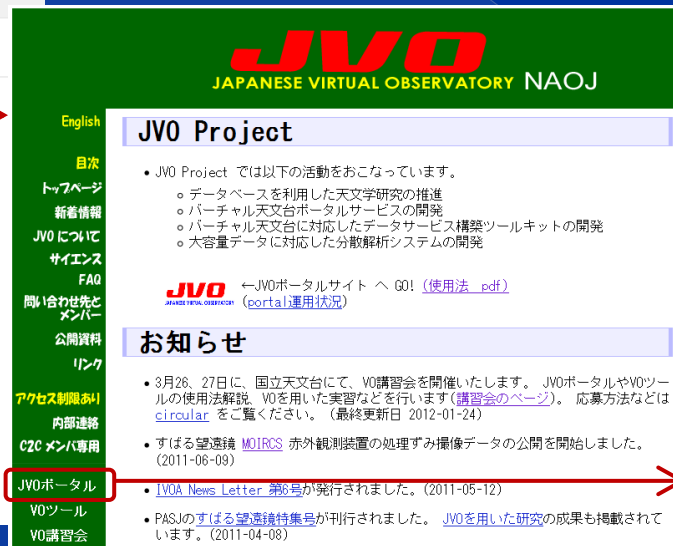 JVO
JAPANESE VIRTUAL OBSERVATORY NAOJ
English
目次
トップページ
新着情報
JVO について
サイエンス
FAQ
問い合わせ先と
メンバー
公開資料
リンク
アクセス制限あり
内部連絡
C2C メンバ専用
JVOポータル
VOツール
VO講習会
JVO Project
• JVO Project では以下の活動をおこなっています。
○ データベースを利用した天文学研究の推進
○ バーチャル天文台ポータルサービスの開発
○ バーチャル天文台に対応したデータサービス構築ツールキットの開発
○ 大容量データに対応した分散解析システムの開発
JVO ←JVOポータルサイト へ GO! (使用法 pdf)
JAPANESE VIRTUAL OBSERVATORY (portal運用状況)
お知らせ
• 3月26、27日に、国立天文台にて、VO講習会を開催いたします。 JVOポータルやVOツー
ルの使用法解説、VOを用いた実習などを行います(講習会のページ)。 応募方法などは
circular をご覧ください。 (最終更新日 2012-01-24)
• すばる望遠鏡 MOIRCS 赤外観測装置の処理ずみ撮像データの公開を開始しました。
(2011-06-09)
• IVOA News Letter 第6号が発行されました。(2011-05-12)
• PASJのすばる望遠鏡特集号が刊行されました。 JVOを用いた研究の成果も掲載されて
います。(2011-04-08)